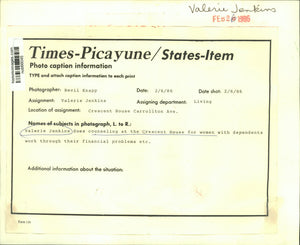 Valerie Jenkins
FEB 26 1986
Times-Picayune/States-Item
Photo caption information
TYPE and attach caption information to each print
Photographer: Bevil Knapp Date: 2/6/86 Date shot: 2/6/86
Assignment: Valerie Jenkins Assigning department: Living
Location of assignment: Crescent House Carrollton Ave.
Names of subjects in photograph, L to R.:
Valerie Jenkins does counseling at the Crescent House for women with dependents
work through their financial problems etc.
Additional information about the situation.